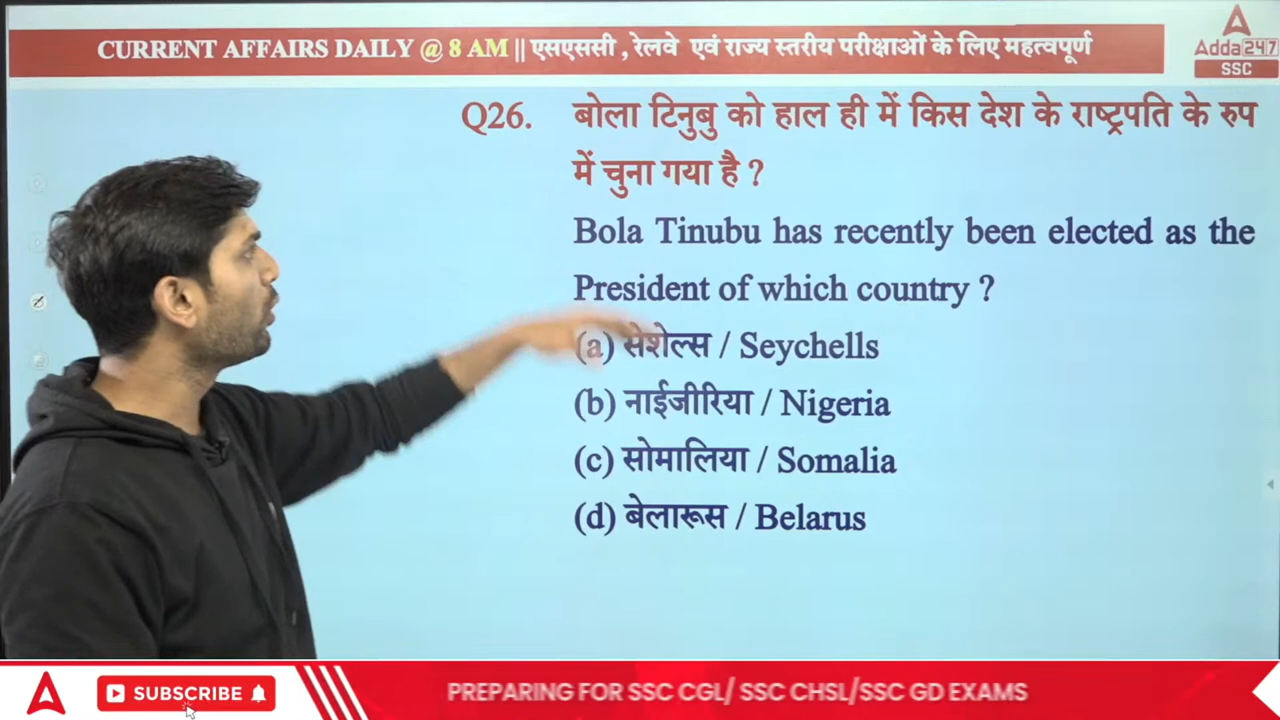 CURRENT AFFAIRS DAILY @ 8 AM || एसएससी , रेलवे एवं राज्य स्तरीय परीक्षाओं के लिए महत्वपूर्ण
Adda247
SSC
Q26. बोला टिनुबु को हाल ही में किस देश के राष्ट्रपति के रुप
में चुना गया है ?
Bola Tinubu has recently been elected as the
President of which country ?
(a) सेशेल्स / Seychells
(b) नाईजीरिया / Nigeria
(c) सोमालिया / Somalia
(d) बेलारूस / Belarus
SUBSCRIBE
PREPARING FOR SSC CGL/ SSC CHSL/SSC GD EXAMS